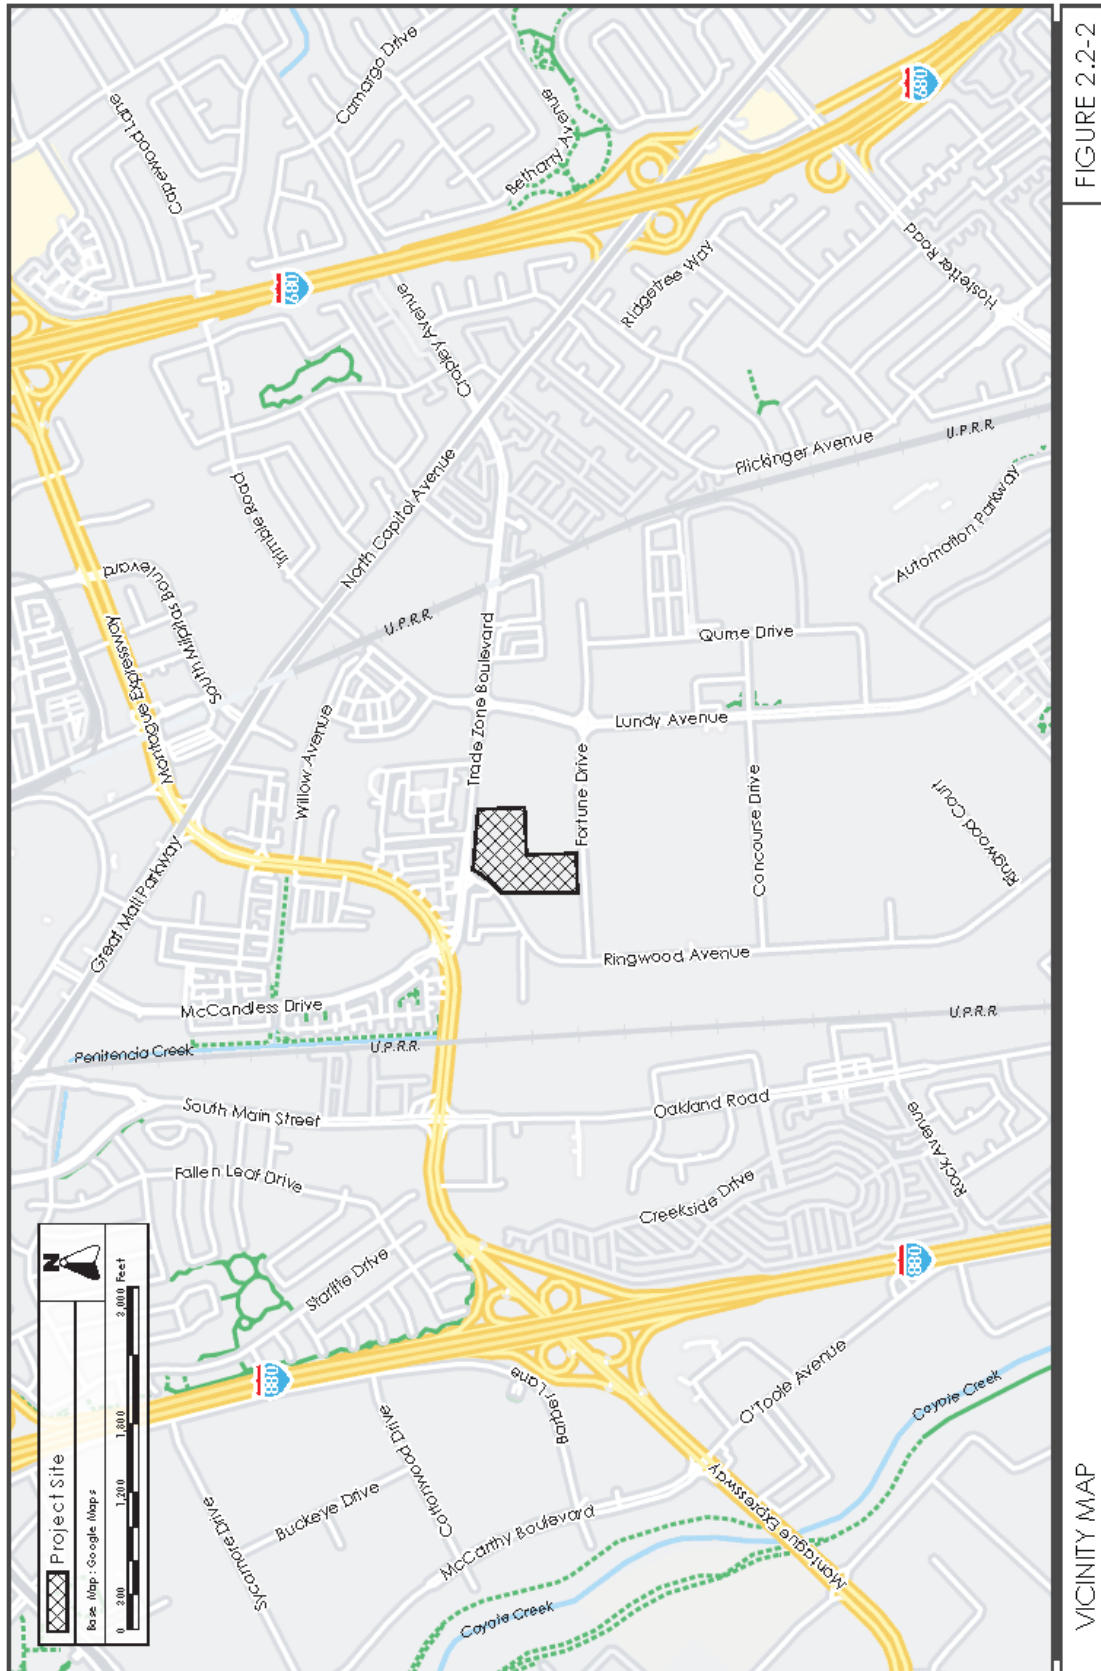 Project Site
N
Base Map: Google Maps
0 200 1,200 1,800 2,000 Feet
FIGURE 2.2-2
VICINITY MAP
Capewood Lane
Camargo Drive
Bethany Avenue
680
680
Cropley Avenue
Ridgetree Way
Hostetter Road
Trimble Road
North Capitol Avenue
Flickinger Avenue
U.P.R.R.
Automation Parkway
South Milpitas Boulevard
Montague Expressway
U.P.R.R.
Trade Zone Boulevard
Qume Drive
Willow Avenue
Lundy Avenue
Fortune Drive
Concourse Drive
Ringwood Court
Great Mall Parkway
McCandless Drive
Ringwood Avenue
U.P.R.R.
Penitencia Creek
U.P.R.R.
South Main Street
Oakland Road
Rock Avenue
Fallen Leaf Drive
Creekside Drive
Starlite Drive
880
880
Barber Lane
O'Toole Avenue
Coyote Creek
Cottonwood Drive
Buckeye Drive
Sycamore Drive
McCarthy Boulevard
Montague Expressway
Coyote Creek